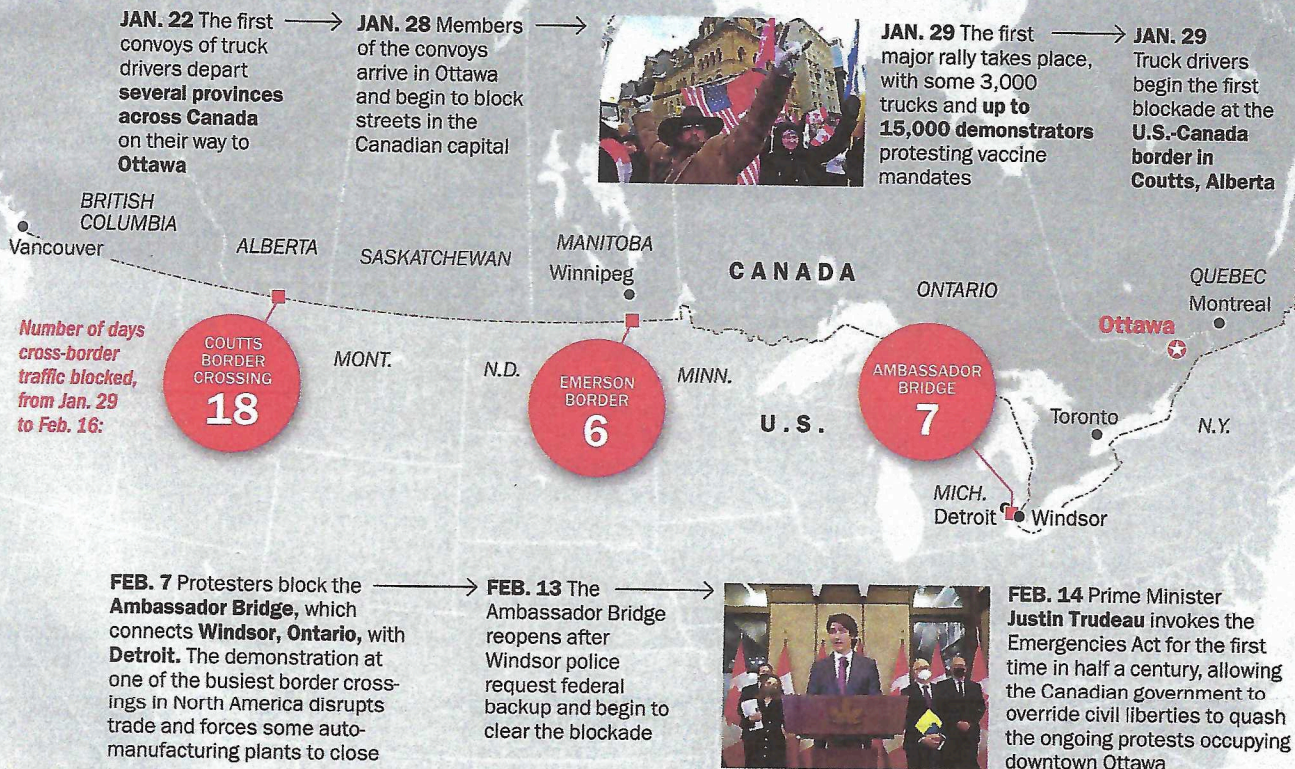 JAN. 22 The first
convoys of truck
drivers depart
several provinces
across Canada
on their way to
Ottawa
JAN. 28 Members
of the convoys
arrive in Ottawa
and begin to block
streets in the
Canadian capital
JAN. 29 The first
major rally takes place,
with some 3,000
trucks and up to
15,000 demonstrators
protesting vaccine
mandates
JAN. 29
Truck drivers
begin the first
blockade at the
U.S.-Canada
border in
Coutts, Alberta
BRITISH
COLUMBIA
Vancouver
ALBERTA
SASKATCHEWAN
MANITOBA
Winnipeg
CANADA
ONTARIO
QUEBEC
Montreal
Ottawa
Number of days
cross-border
traffic blocked,
from Jan. 29
to Feb. 16:
COUTTS
BORDER
CROSSING
18
MONT.
N.D.
EMERSON
BORDER
6
MINN.
U.S.
AMBASSADOR
BRIDGE
7
Toronto
N.Y.
MICH.
Detroit
Windsor
FEB. 7 Protesters block the
Ambassador Bridge, which
connects Windsor, Ontario, with
Detroit. The demonstration at
one of the busiest border cross-
ings in North America disrupts
trade and forces some auto-
manufacturing plants to close
FEB. 13 The
Ambassador Bridge
reopens after
Windsor police
request federal
backup and begin to
clear the blockade
FEB. 14 Prime Minister
Justin Trudeau invokes the
Emergencies Act for the first
time in half a century, allowing
the Canadian government to
override civil liberties to quash
the ongoing protests occupying
downtown Ottawa